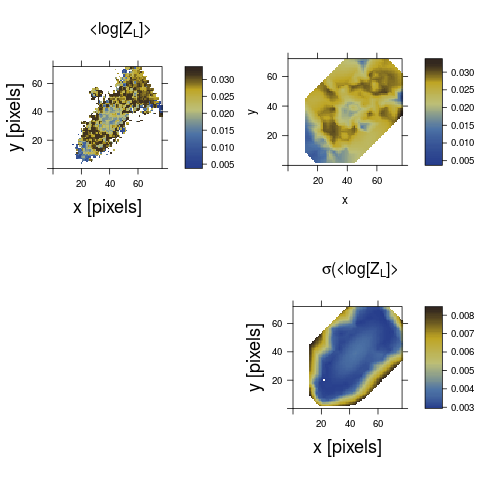 <log[Z_L]>
60
40
20
20 40 60
x [pixels]
y [pixels]
0.030
0.025
0.020
0.015
0.010
0.005
60
40
20
20 40 60
x
y
0.030
0.025
0.020
0.015
0.010
0.005
σ(<log[Z_L]>
60
40
20
20 40 60
x [pixels]
y [pixels]
0.008
0.007
0.006
0.005
0.004
0.003